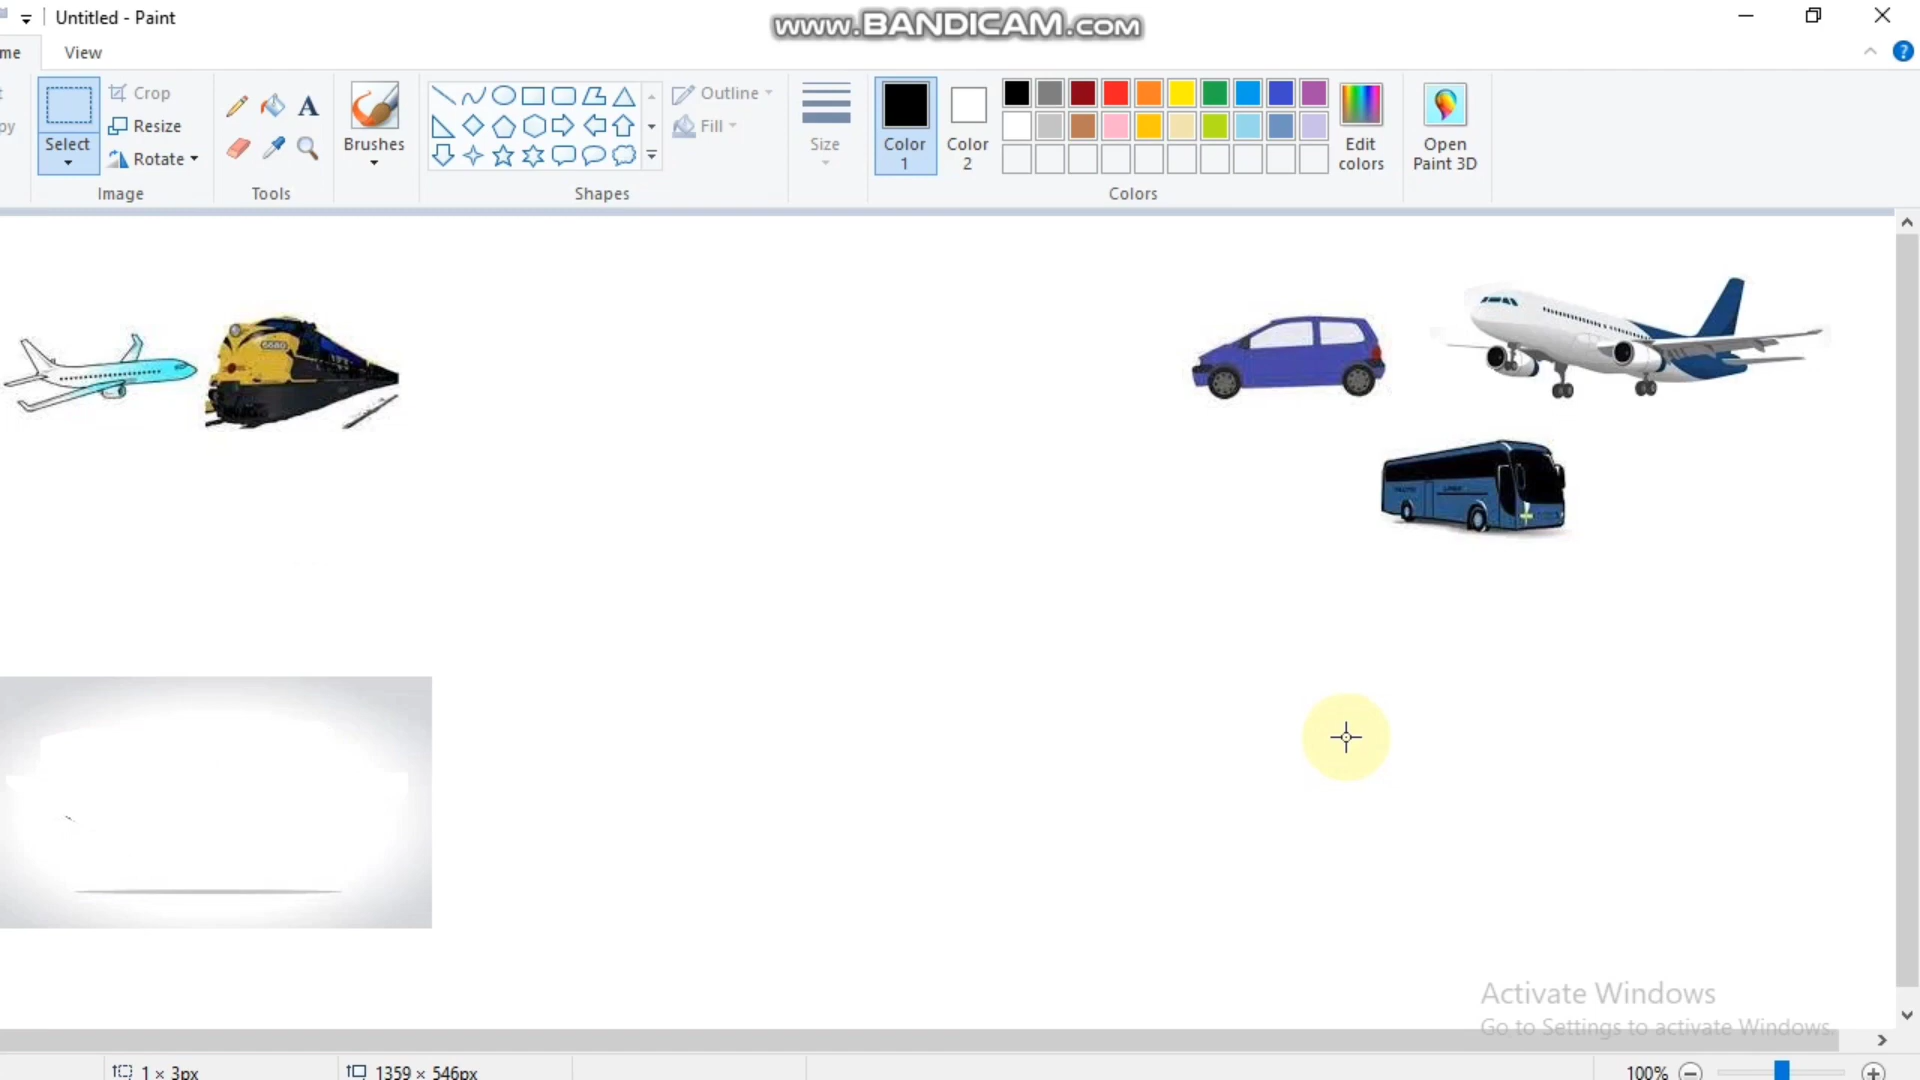 Untitled - Paint
www.BANDICAM.com
me
View
Select
Crop
Resize
Rotate
Image
Tools
Brushes
Shapes
Outline
Fill
Size
Color 1
Color 2
Edit colors
Colors
Open Paint 3D
6680
Activate Windows
Go to Settings to activate Windows.
1 × 3px
1359 × 546px
100%